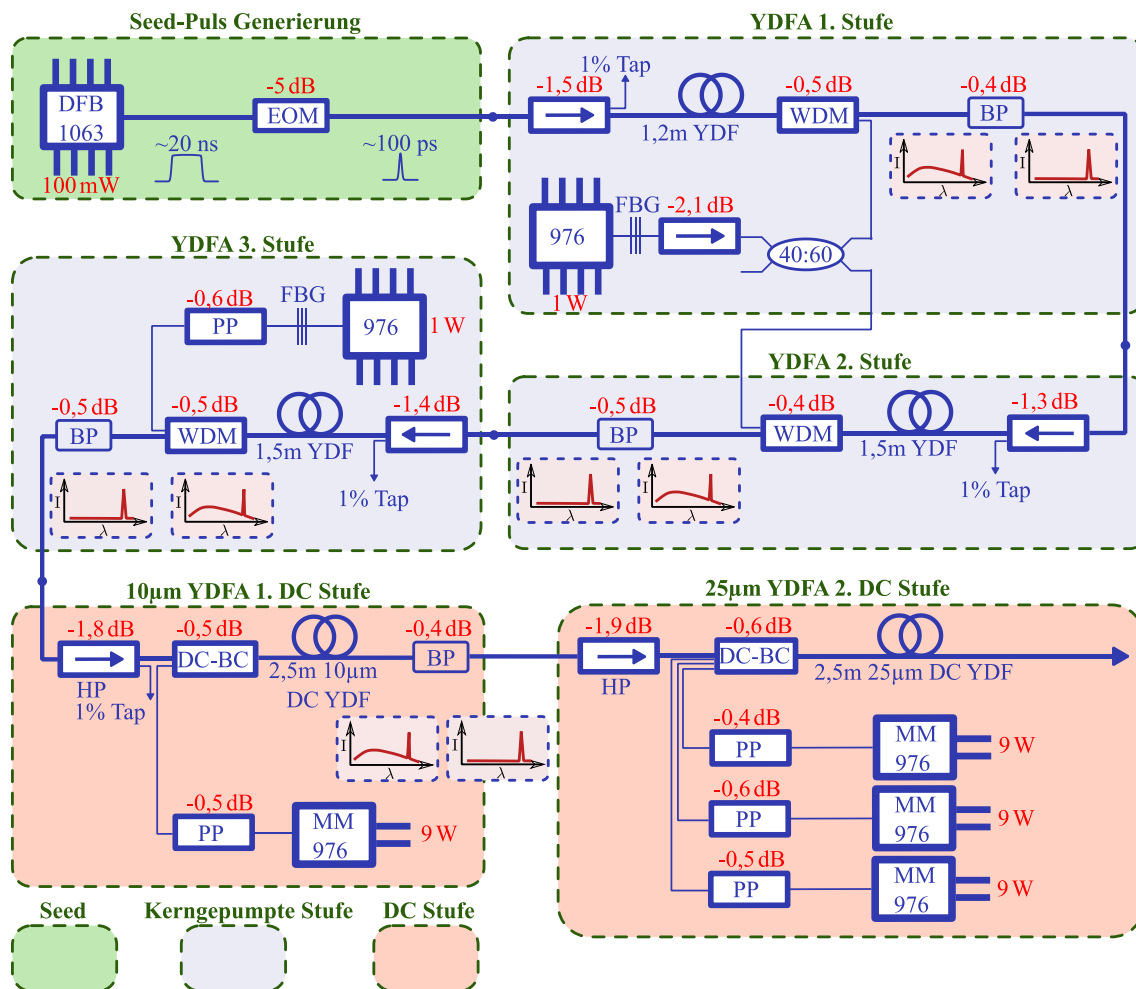 Seed-Puls Generierung
DFB
1063
100 mW
-5 dB
EOM
~20 ns
~100 ps
YDFA 1. Stufe
1% Tap
-1,5 dB
1,2m YDF
-0,5 dB
WDM
-0,4 dB
BP
I
λ
I
λ
976
1 W
FBG
-2,1 dB
40:60
YDFA 3. Stufe
-0,6 dB
PP
FBG
976
1 W
-0,5 dB
BP
-0,5 dB
WDM
1,5m YDF
-1,4 dB
1% Tap
I
λ
I
λ
YDFA 2. Stufe
-0,5 dB
BP
-0,4 dB
WDM
1,5m YDF
-1,3 dB
1% Tap
I
λ
I
λ
10µm YDFA 1. DC Stufe
-1,8 dB
HP
1% Tap
-0,5 dB
DC-BC
2,5m 10µm
DC YDF
-0,4 dB
BP
I
λ
I
λ
-0,5 dB
PP
MM
976
9 W
25µm YDFA 2. DC Stufe
-1,9 dB
HP
-0,6 dB
DC-BC
2,5m 25µm DC YDF
-0,4 dB
PP
MM
976
9 W
-0,6 dB
PP
MM
976
9 W
-0,5 dB
PP
MM
976
9 W
Seed
Kerngepumpte Stufe
DC Stufe